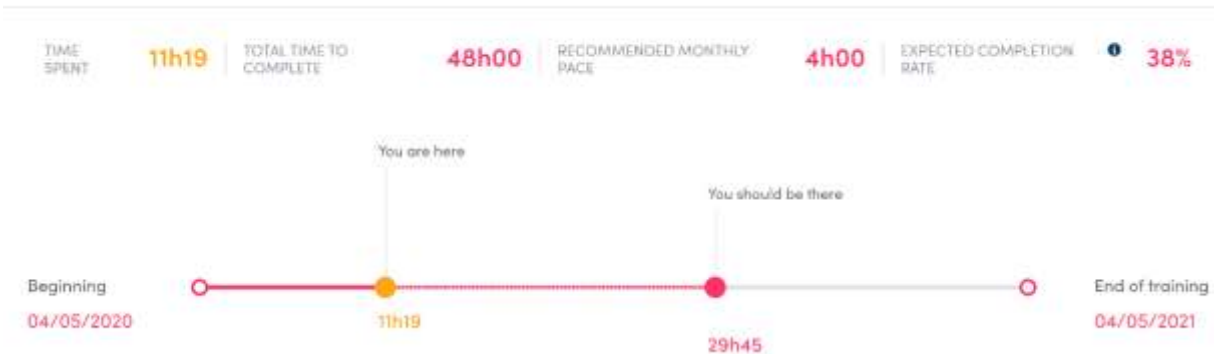 TIME
SPENT
11h19
TOTAL TIME TO
COMPLETE
48h00
RECOMMENDED MONTHLY
PACE
4h00
EXPECTED COMPLETION
RATE
38%
You are here
You should be there
Beginning
End of training
04/05/2020
11h19
04/05/2021
29h45